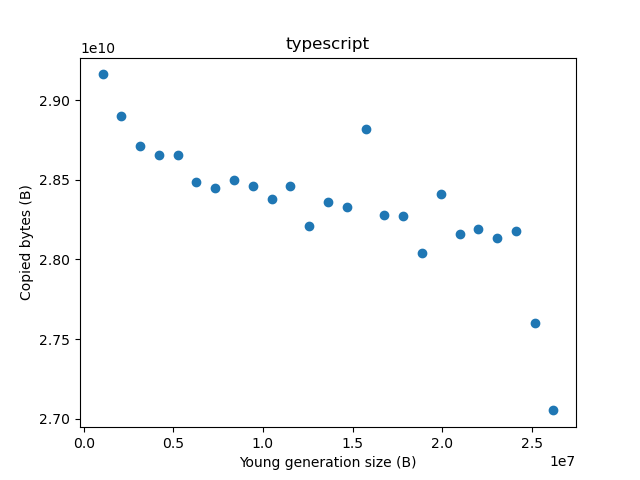 typescript
1e10
2.90
2.85
2.80
2.75
2.70
Copied bytes (B)
0.0 0.5 1.0 1.5 2.0 2.5
1e7
Young generation size (B)